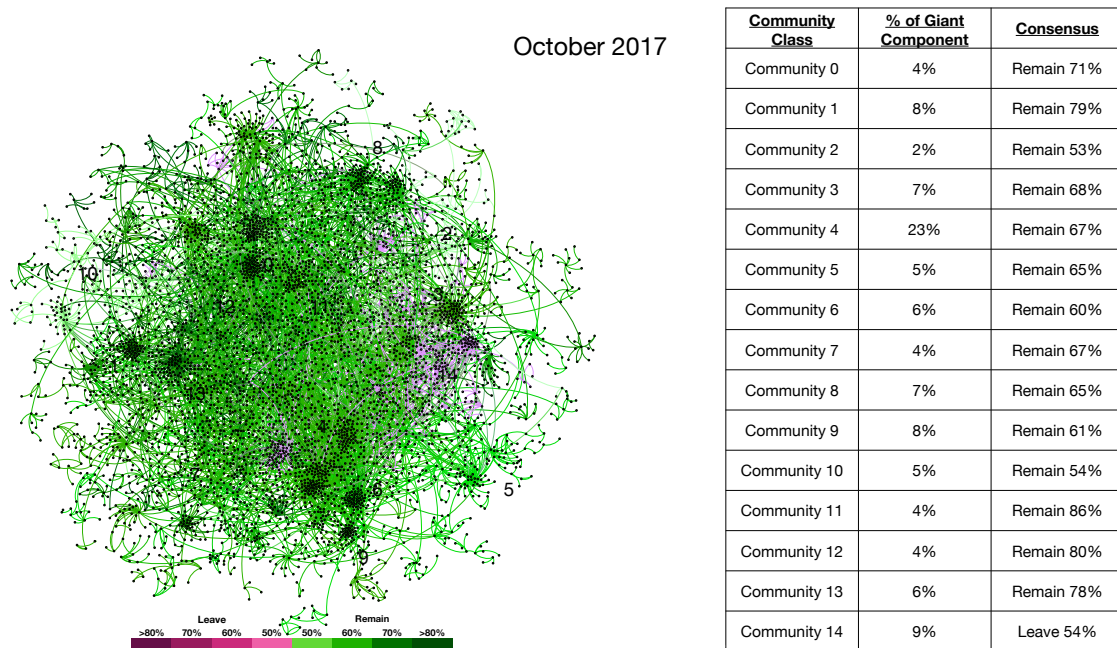 October 2017
8
2
10
5
6
9
Leave Remain
>80% 70% 60% 50% 50% 60% 70% >80%
Community Class % of Giant Component Consensus
Community 0 4% Remain 71%
Community 1 8% Remain 79%
Community 2 2% Remain 53%
Community 3 7% Remain 68%
Community 4 23% Remain 67%
Community 5 5% Remain 65%
Community 6 6% Remain 60%
Community 7 4% Remain 67%
Community 8 7% Remain 65%
Community 9 8% Remain 61%
Community 10 5% Remain 54%
Community 11 4% Remain 86%
Community 12 4% Remain 80%
Community 13 6% Remain 78%
Community 14 9% Leave 54%